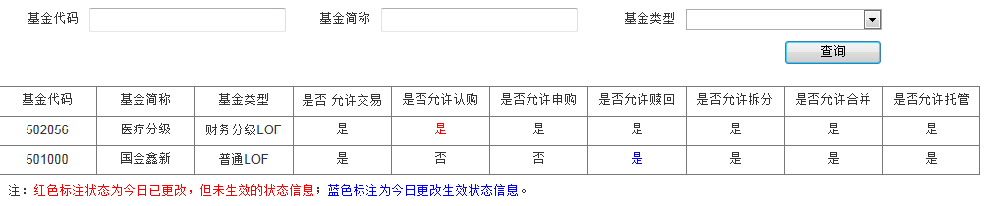 基金代码 基金简称 基金类型
查询
基金代码 基金简称 基金类型 是否 允许交易 是否允许认购 是否允许申购 是否允许赎回 是否允许拆分 是否允许合并 是否允许托管
502056 医疗分级 财务分级LOF 是 是 是 是 是 是 是
501000 国金鑫新 普通LOF 是 否 否 是 是 是 是
注：红色标注状态为今日已更改，但未生效的状态信息；蓝色标注为今日更改生效状态信息。